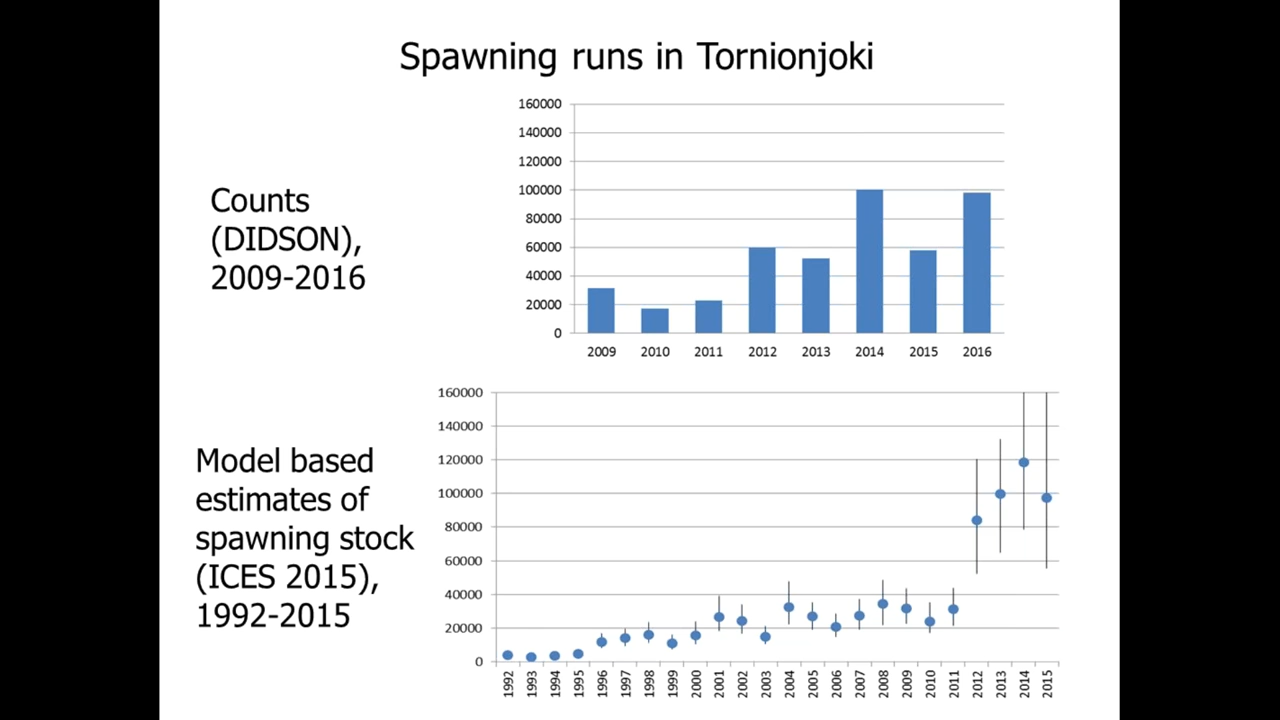 Spawning runs in Tornionjoki
Counts
(DIDSON),
2009-2016
160000
140000
120000
100000
80000
60000
40000
20000
0
2009 2010 2011 2012 2013 2014 2015 2016
Model based
estimates of
spawning stock
(ICES 2015),
1992-2015
160000
140000
120000
100000
80000
60000
40000
20000
0
1992 1993 1994 1995 1996 1997 1998 1999 2000 2001 2002 2003 2004 2005 2006 2007 2008 2009 2010 2011 2012 2013 2014 2015